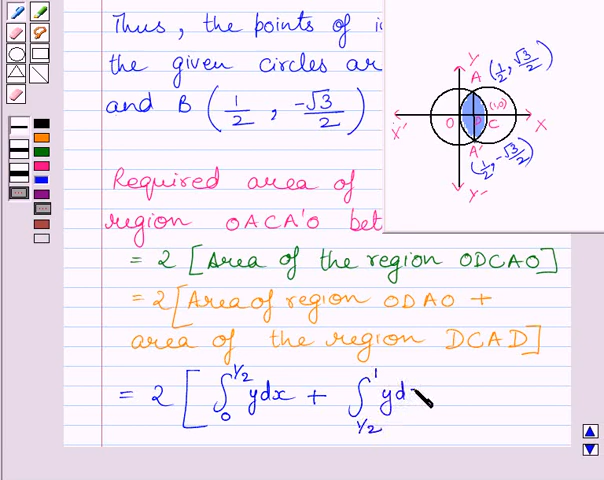 Thus, the points of
the given circles ar
and B (1/2, -√3/2)
Required area of
region OACA'O bet
= 2 [Area of the region ODCAO]
= 2[Area of region ODAO +
area of the region DCAD]
= 2 [ ∫₀^{1/2} ydx + ∫_{1/2}^1 yd
Y
A (1/2, √3/2)
(1,0)
X' O D C X
A'
(1/2, -√3/2)
Y'